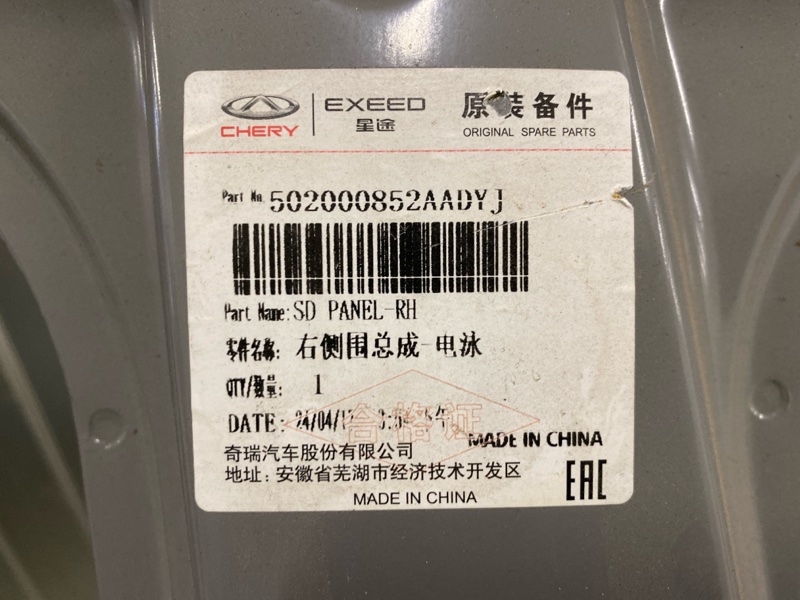 CHERY
EXEED
星途
原装备件
ORIGINAL SPARE PARTS
Part No. 502000852AADYJ
Part Name: SD PANEL-RH
零件名称: 右侧围总成-电泳
QTY/数量: 1
DATE:
合格证
MADE IN CHINA
奇瑞汽车股份有限公司
地址: 安徽省芜湖市经济技术开发区
EAC
MADE IN CHINA